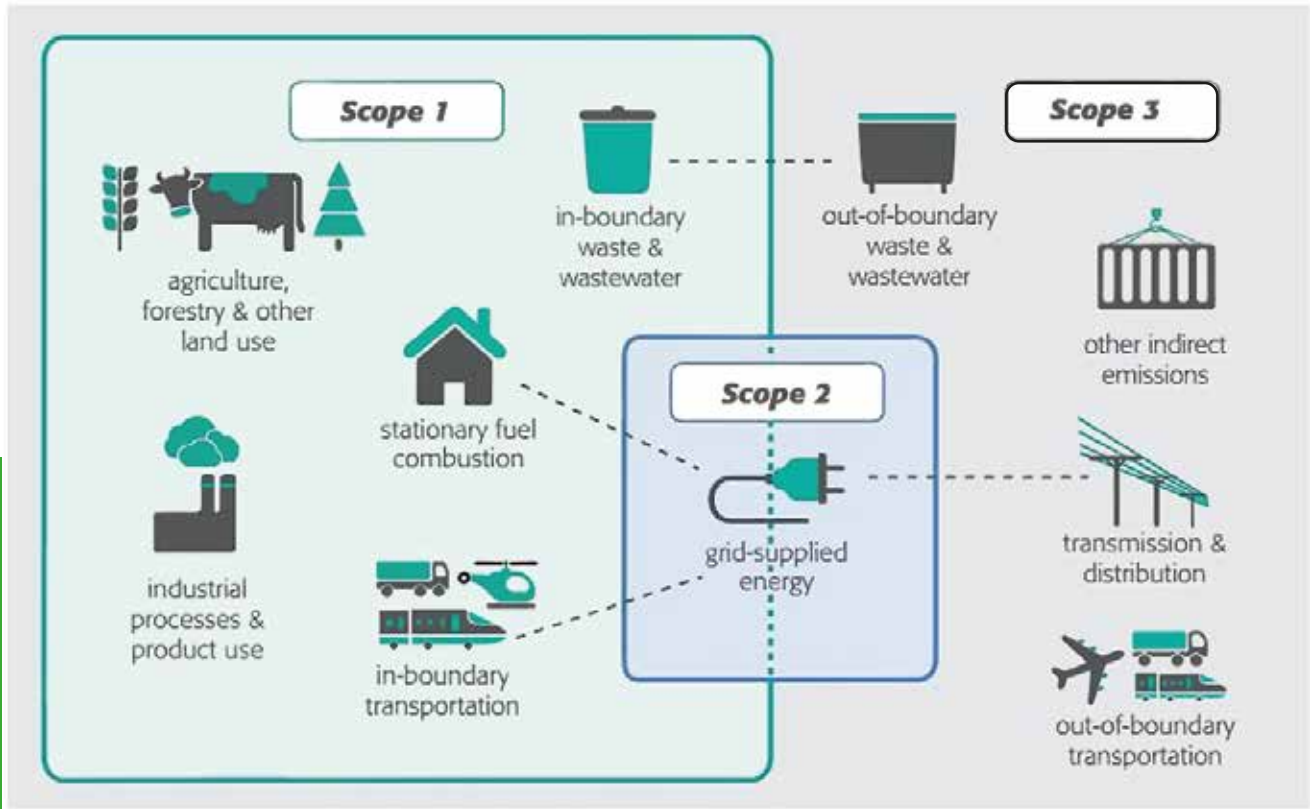 Scope 1
Scope 3
in-boundary
waste &
wastewater
out-of-boundary
waste &
wastewater
agriculture,
forestry & other
land use
other indirect
emissions
Scope 2
stationary fuel
combustion
grid-supplied
energy
transmission &
distribution
industrial
processes &
product use
in-boundary
transportation
out-of-boundary
transportation